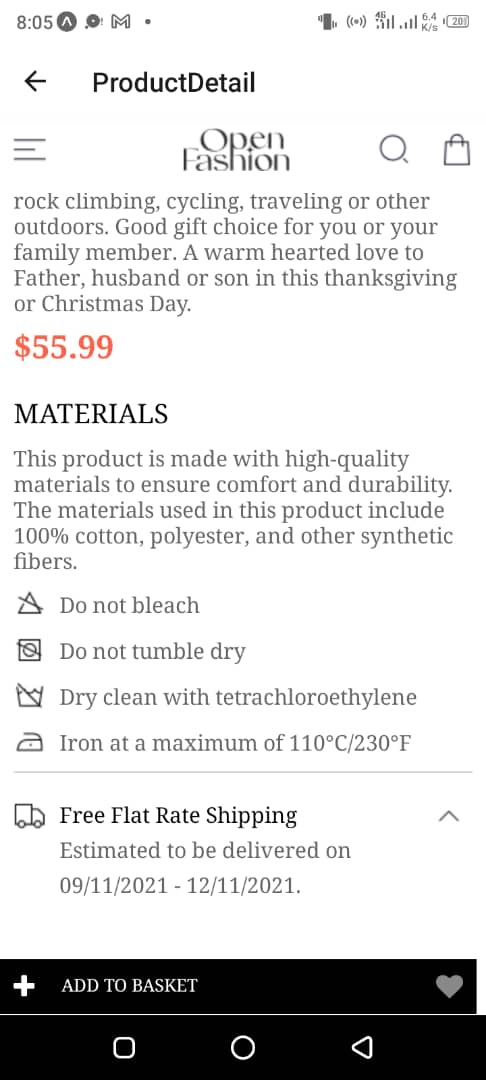 8:05
4G
6.4
K/s
20
ProductDetail
Open
Fashion
rock climbing, cycling, traveling or other
outdoors. Good gift choice for you or your
family member. A warm hearted love to
Father, husband or son in this thanksgiving
or Christmas Day.
$55.99
MATERIALS
This product is made with high-quality
materials to ensure comfort and durability.
The materials used in this product include
100% cotton, polyester, and other synthetic
fibers.
Do not bleach
Do not tumble dry
Dry clean with tetrachloroethylene
Iron at a maximum of 110°C/230°F
Free Flat Rate Shipping
Estimated to be delivered on
09/11/2021 - 12/11/2021.
ADD TO BASKET